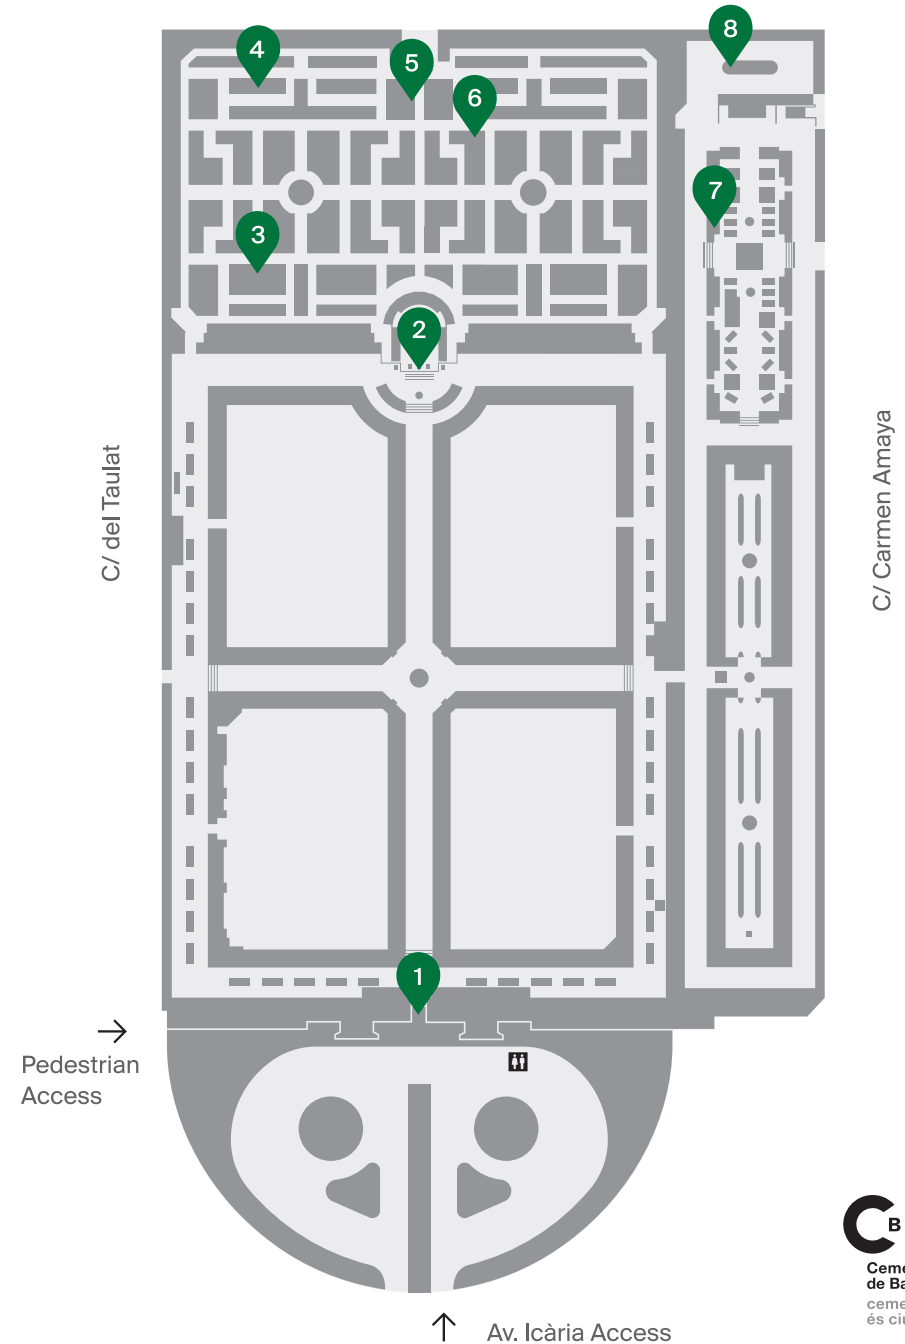 8
4
5
6
7
3
2
C/ del Taulat
C/ Carmen Amaya
1
Pedestrian
Access
B
Av. Icària Access